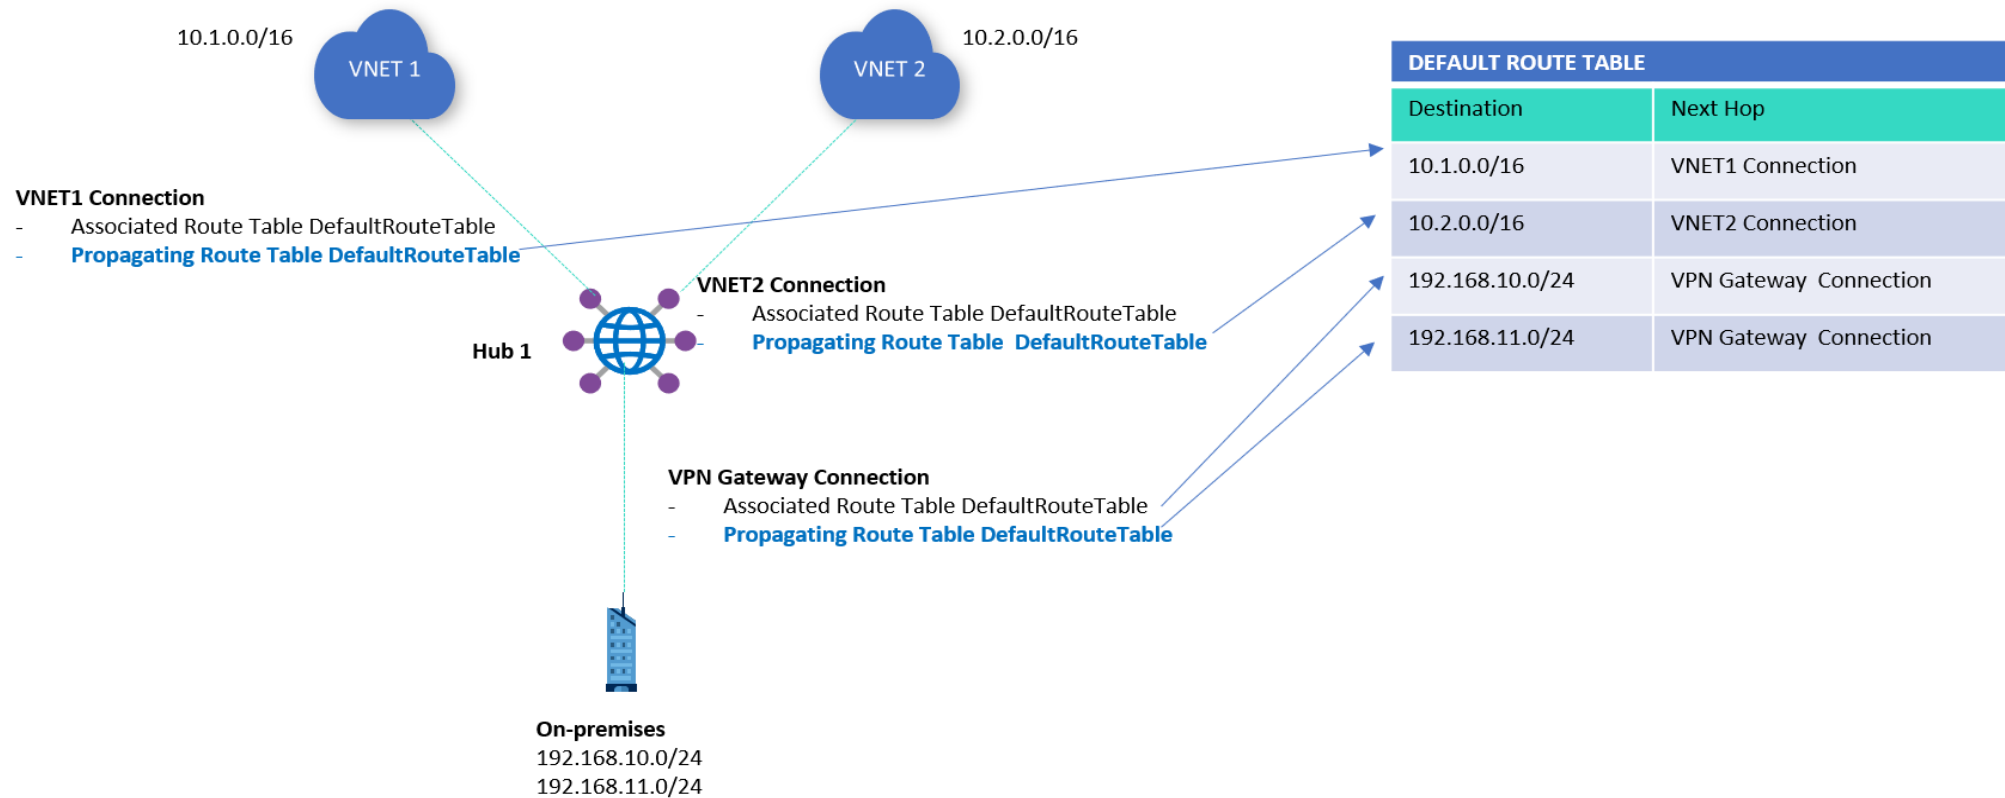 10.1.0.0/16
VNET 1
VNET 2
10.2.0.0/16
VNET1 Connection
- Associated Route Table DefaultRouteTable
- Propagating Route Table DefaultRouteTable
VNET2 Connection
- Associated Route Table DefaultRouteTable
- Propagating Route Table DefaultRouteTable
Hub 1
VPN Gateway Connection
- Associated Route Table DefaultRouteTable
- Propagating Route Table DefaultRouteTable
On-premises
192.168.10.0/24
192.168.11.0/24
DEFAULT ROUTE TABLE
Destination Next Hop
10.1.0.0/16 VNET1 Connection
10.2.0.0/16 VNET2 Connection
192.168.10.0/24 VPN Gateway Connection
192.168.11.0/24 VPN Gateway Connection